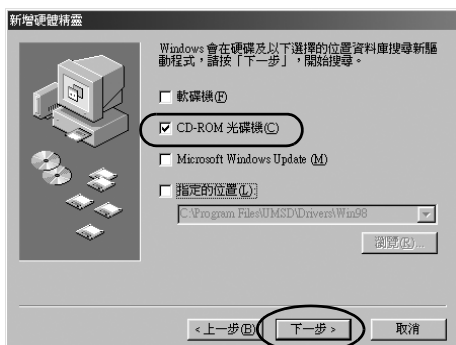 新增硬體精靈
Windows 會在硬碟及以下選擇的位置資料庫搜尋新驅
動程式，請按「下一步」，開始搜尋。
軟碟機(F)
CD-ROM 光碟機(C)
Microsoft Windows Update (M)
指定的位置(L):
C:\Program Files\UMSD\Drivers\Win98
瀏覽(R)...
<上一步(B)
下一步 >
取消